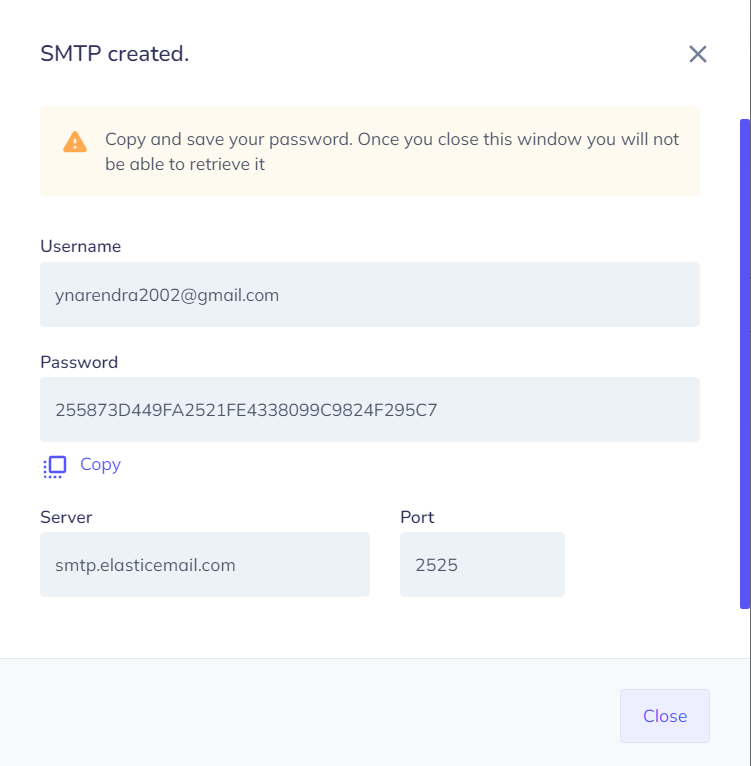 SMTP created.
Copy and save your password. Once you close this window you will not
be able to retrieve it
Username
ynarendra2002@gmail.com
Password
255873D449FA2521FE4338099C9824F295C7
Copy
Server
Port
smtp.elasticemail.com
2525
Close